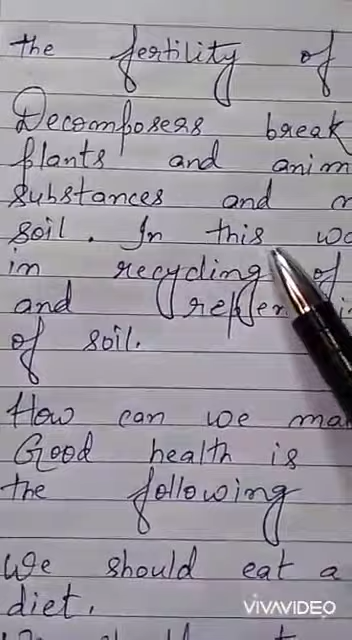 the fertility of
Decomposers break
plants and anim
substances and
soil. In this
in recycling of
and
of soil.
How can we ma
Good health is
the following
We should eat a
diet.
VIVAVIDEO